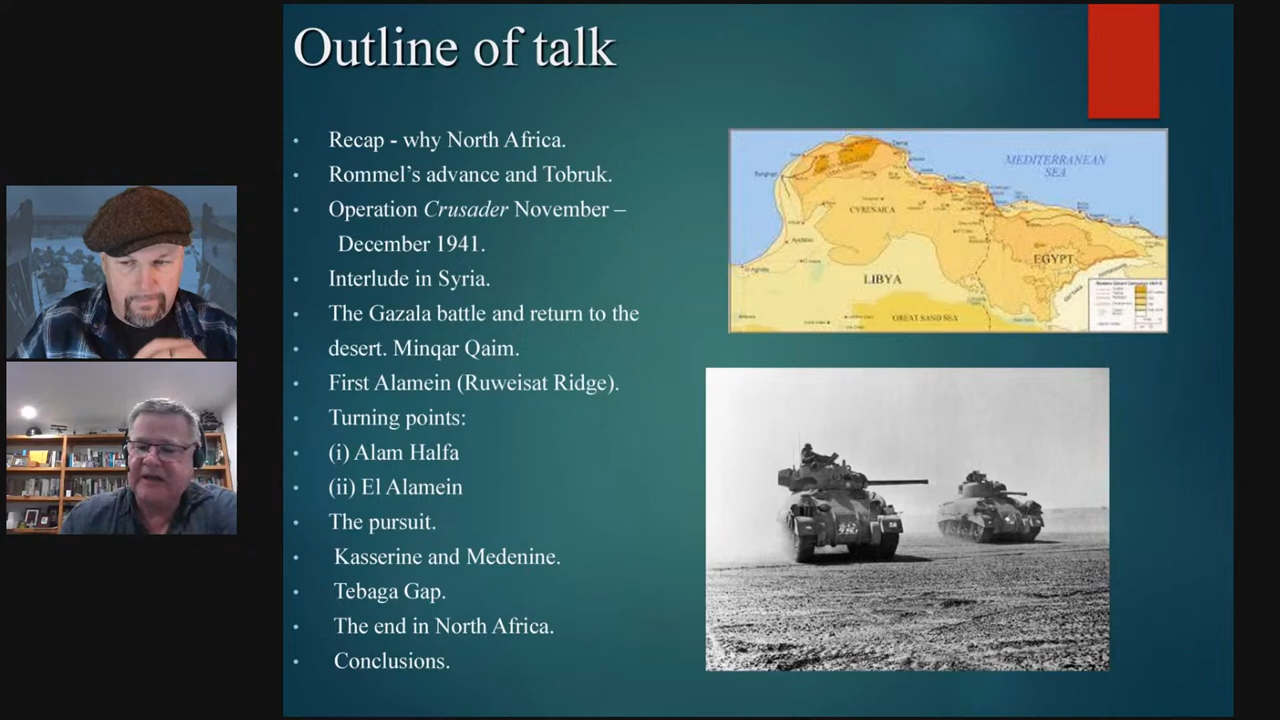 Outline of talk
• Recap - why North Africa.
• Rommel's advance and Tobruk.
• Operation Crusader November –
December 1941.
• Interlude in Syria.
• The Gazala battle and return to the
• desert. Minqar Qaim.
• First Alamein (Ruweisat Ridge).
• Turning points:
• (i) Alam Halfa
• (ii) El Alamein
• The pursuit.
• Kasserine and Medenine.
• Tebaga Gap.
• The end in North Africa.
• Conclusions.
MEDITERRANEAN
SEA
CYRENAICA
EGYPT
LIBYA
GREAT SAND SEA